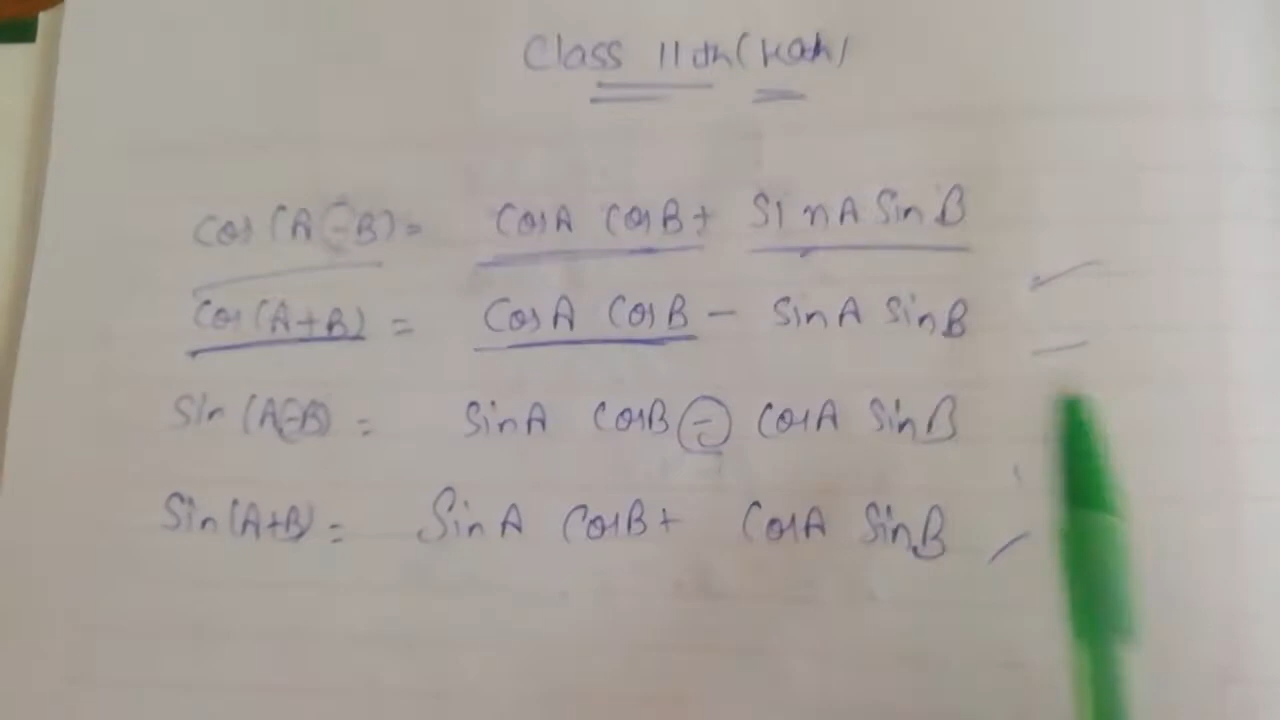 Class 11th(
Cos(A-B)= CosA CosB+ SinA SinB
Cos(A+B) = CosA CosB - SinA SinB
Sin(A-B) = SinA CosB - CosA SinB
Sin(A+B) = SinA CosB+ CosA SinB